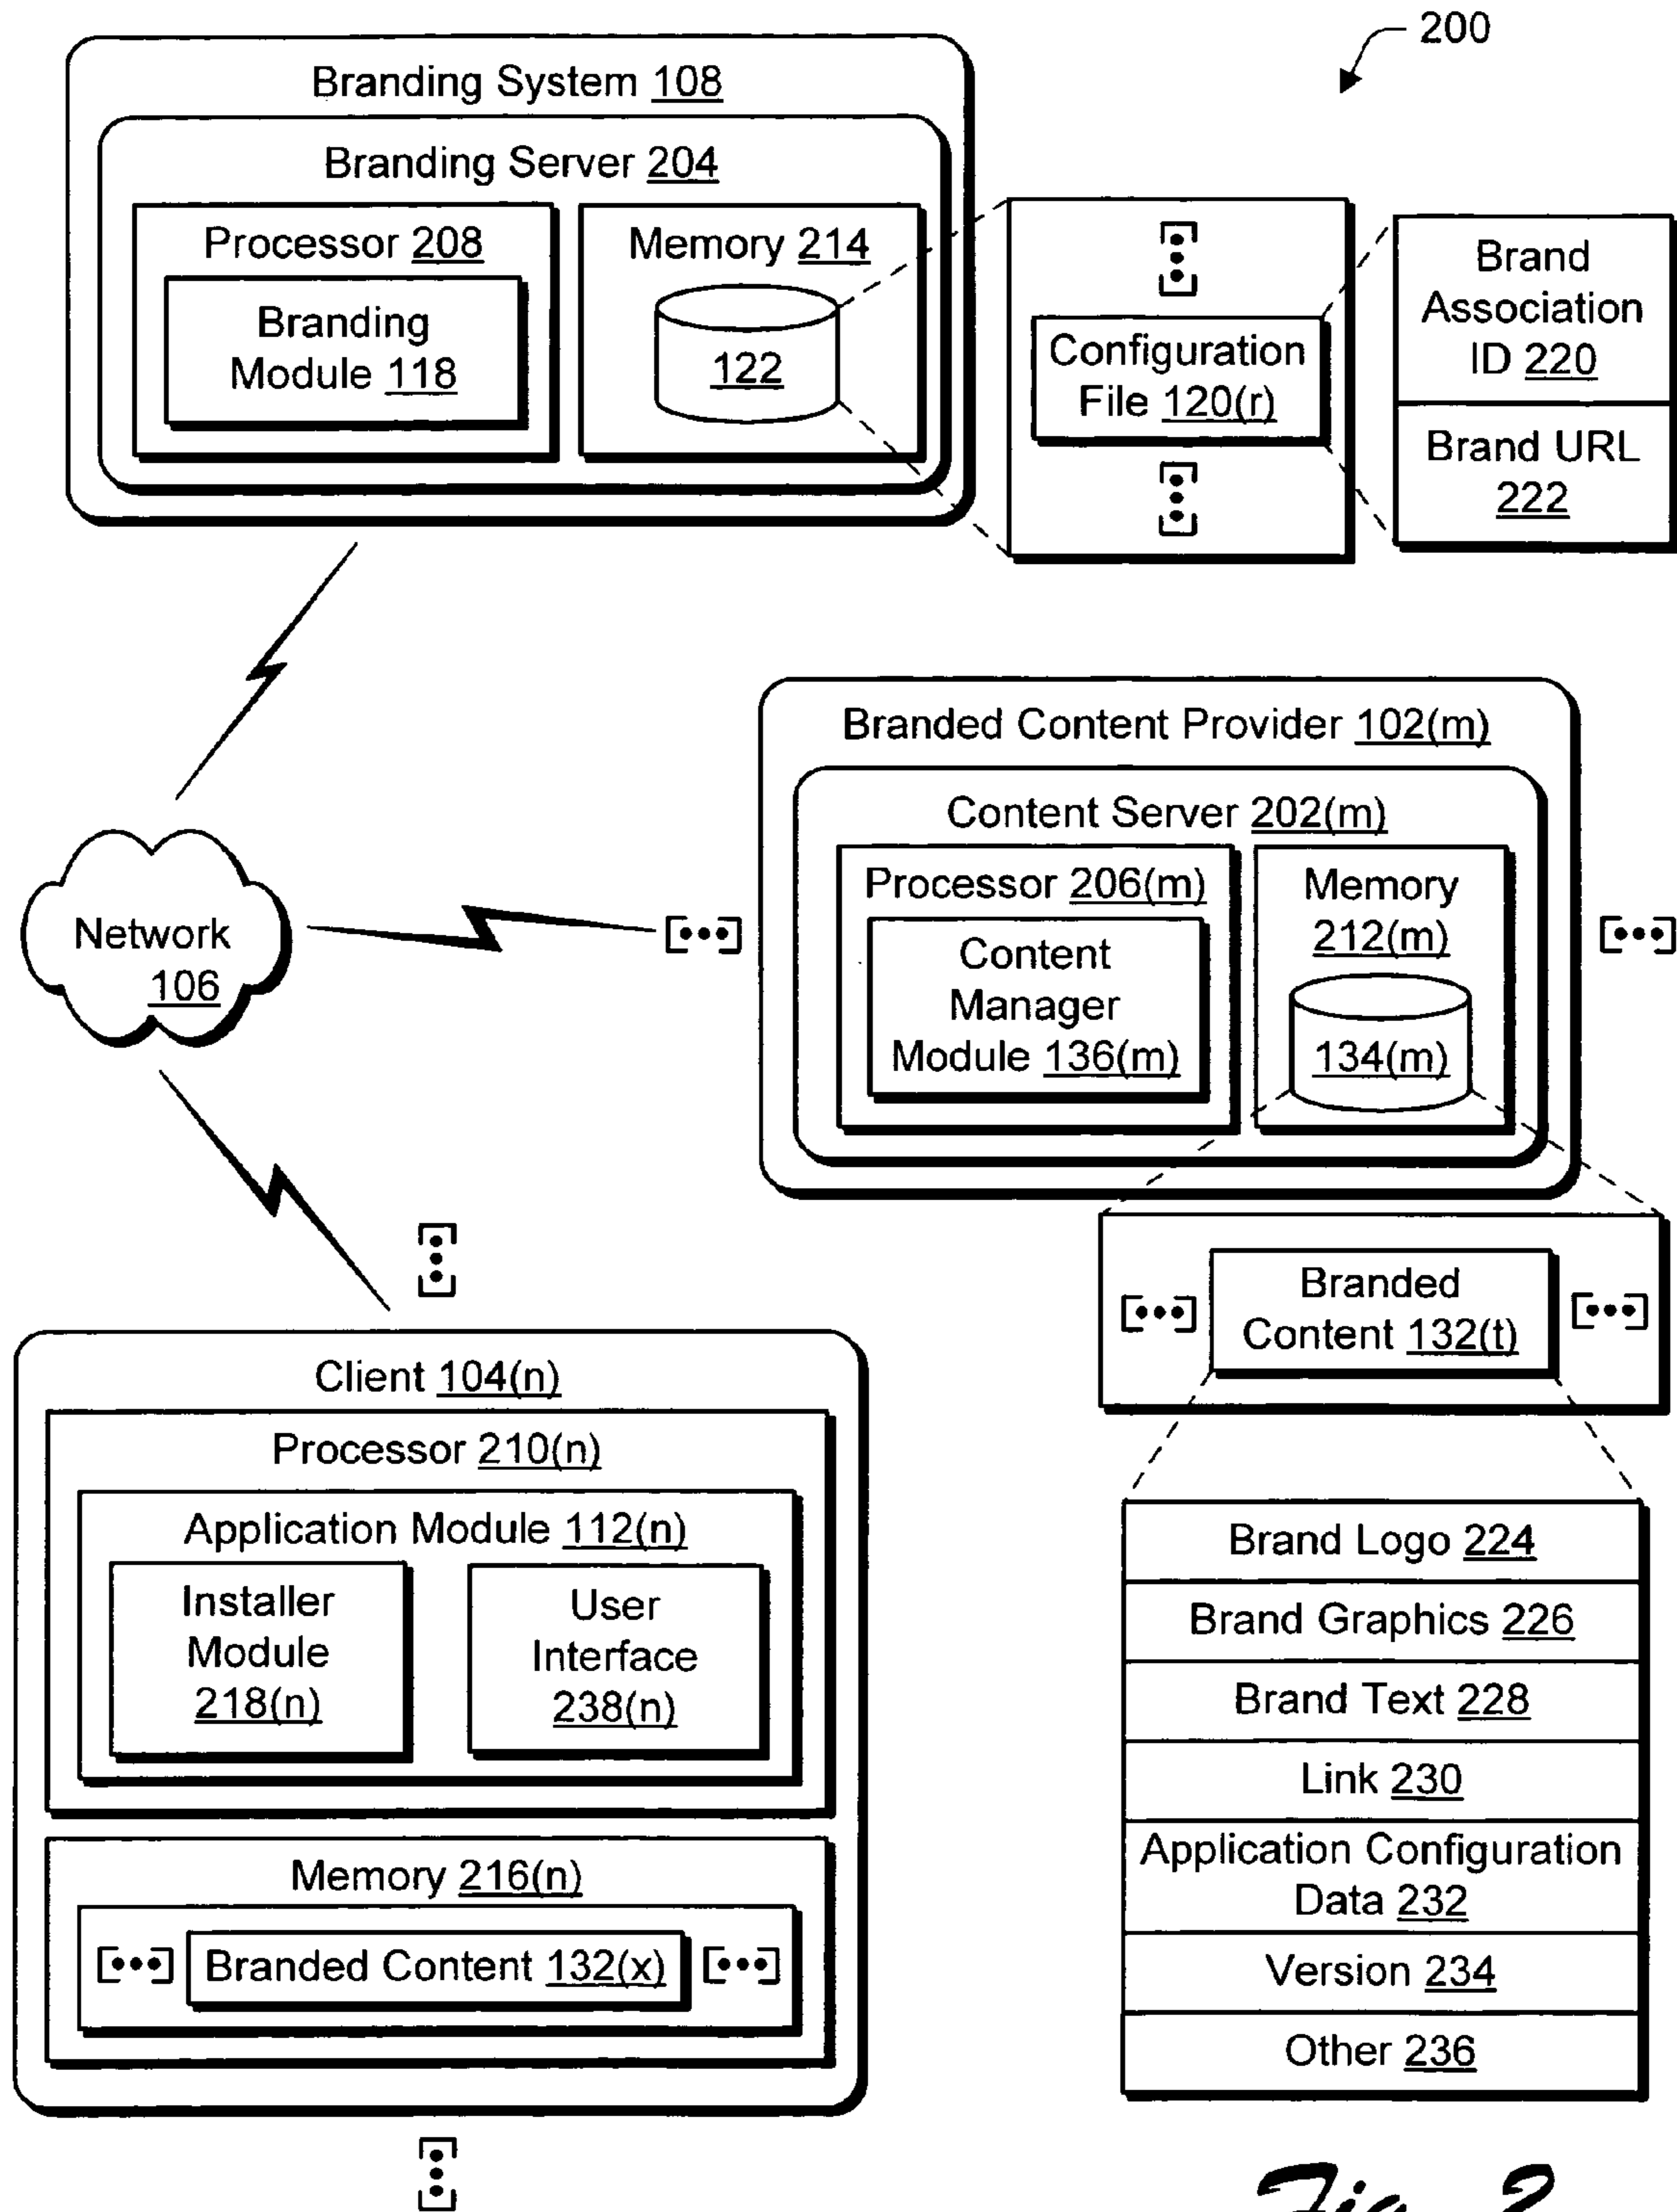 200
Branding System 108
Branding Server 204
Processor 208
Branding
Module 118
Memory 214
122
[•••]
Configuration
File 120(r)
[•••]
Brand
Association
ID 220
Brand URL
222
Branded Content Provider 102(m)
Content Server 202(m)
Processor 206(m)
Content
Manager
Module 136(m)
Memory
212(m)
134(m)
[•••]
[•••]
Network
106
[•••]
Branded
Content 132(t)
[•••]
Brand Logo 224
Brand Graphics 226
Brand Text 228
Link 230
Application Configuration
Data 232
Version 234
Other 236
[•••]
Client 104(n)
Processor 210(n)
Application Module 112(n)
Installer
Module
218(n)
User
Interface
238(n)
Memory 216(n)
[•••] Branded Content 132(x) [•••]
[•••]
Fig. 2